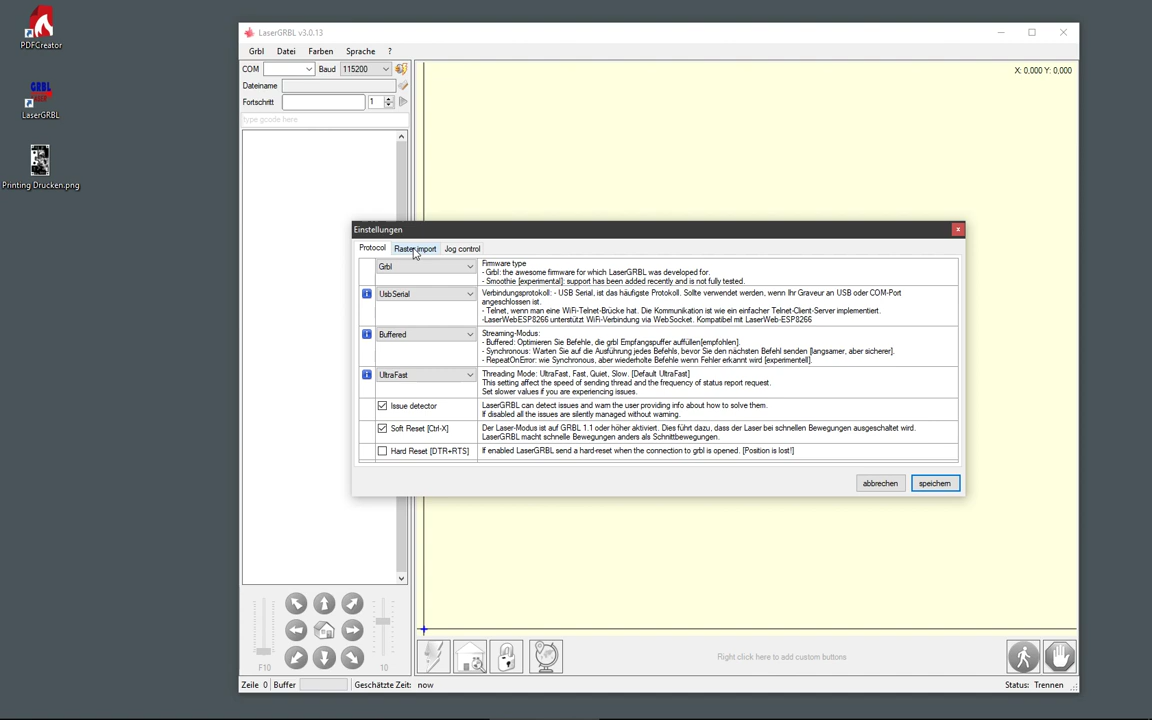 PDFCreator
GRBL
LASER
LaserGRBL
Printing Drucken.png
LaserGRBL v3.0.13
Grbl Datei Farben Sprache ?
COM Baud 115200
Dateiname
Fortschritt 1
type gcode here
X: 0.000 Y: 0.000
Einstellungen
Protocol Raster import Jog control
Grbl
Firmware type
- Grbl: the awesome firmware for which LaserGRBL was developed for.
- Smoothie [experimental]: support has been added recently and is not fully tested.
UsbSerial
Verbindungsprotokoll: - USB Serial, ist das häufigste Protokoll. Sollte verwendet werden, wenn Ihr Graveur an USB oder COM-Port
angeschlossen ist.
- Telnet, wenn man eine WiFi-Telnet-Brücke hat. Die Kommunikation ist wie ein einfacher Telnet-Client-Server implementiert.
-LaserWebESP8266 unterstützt WiFi-Verbindung via WebSocket. Kompatibel mit LaserWeb-ESP8266
Buffered
Streaming-Modus:
- Buffered: Optimieren Sie Befehle, die grbl Empfangspuffer auffüllen[empfohlen].
- Synchronous: Warten Sie auf die Ausführung jedes Befehls, bevor Sie den nächsten Befehl senden [langsamer, aber sicherer].
- RepeatOnError: wie Synchronous, aber wiederholte Befehle wenn Fehler erkannt wird [experimentell].
UltraFast
Threading Mode: UltraFast, Fast, Quiet, Slow. [Default UltraFast]
This setting affect the speed of sending thread and the frequency of status report request.
Set slower values if you are experiencing issues.
Issue detector
LaserGRBL can detect issues and warn the user providing info about how to solve them.
If disabled all the issues are silently managed without warning.
Soft Reset [Ctrl-X]
Der Laser-Modus ist auf GRBL 1.1 oder höher aktiviert. Dies führt dazu, dass der Laser bei schnellen Bewegungen ausgeschaltet wird.
LaserGRBL macht schnelle Bewegungen anders als Schnittbewegungen.
Hard Reset [DTR+RTS]
If enabled LaserGRBL send a hard-reset when the connection to grbl is opened. [Position is lost!]
abbrechen speichern
F10 10
Right click here to add custom buttons
Zeile 0 Buffer Geschätzte Zeit: now Status: Trennen